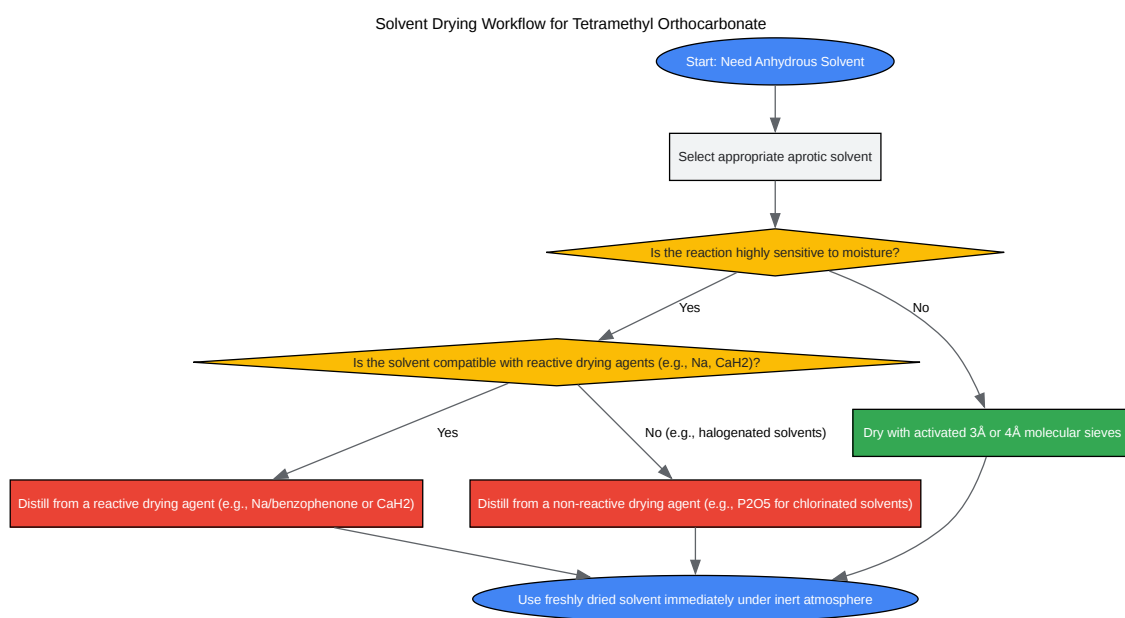 Solvent Drying Workflow for Tetramethyl Orthocarbonate
Start: Need Anhydrous Solvent
Select appropriate aprotic solvent
Is the reaction highly sensitive to moisture?
Yes
No
Is the solvent compatible with reactive drying agents (e.g., Na, CaH2)?
Yes
No (e.g., halogenated solvents)
Dry with activated 3Å or 4Å molecular sieves
Distill from a reactive drying agent (e.g., Na/benzophenone or CaH2)
Distill from a non-reactive drying agent (e.g., P2O5 for chlorinated solvents)
Use freshly dried solvent immediately under inert atmosphere